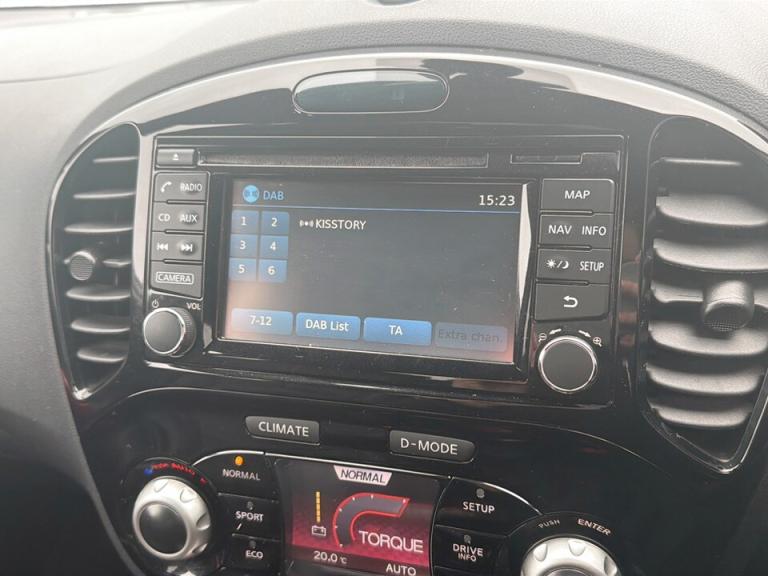 DAB 15:23
RADIO
CD AUX
CAMERA
VOL
1 2
3 4
5 6
KISSTORY
7-12 DAB List TA Extra chan.
MAP
NAV INFO
SETUP
CLIMATE D-MODE
NORMAL
SPORT
ECO
NORMAL
TORQUE
20.0°C AUTO
SETUP
DRIVE
INFO
PUSH ENTER